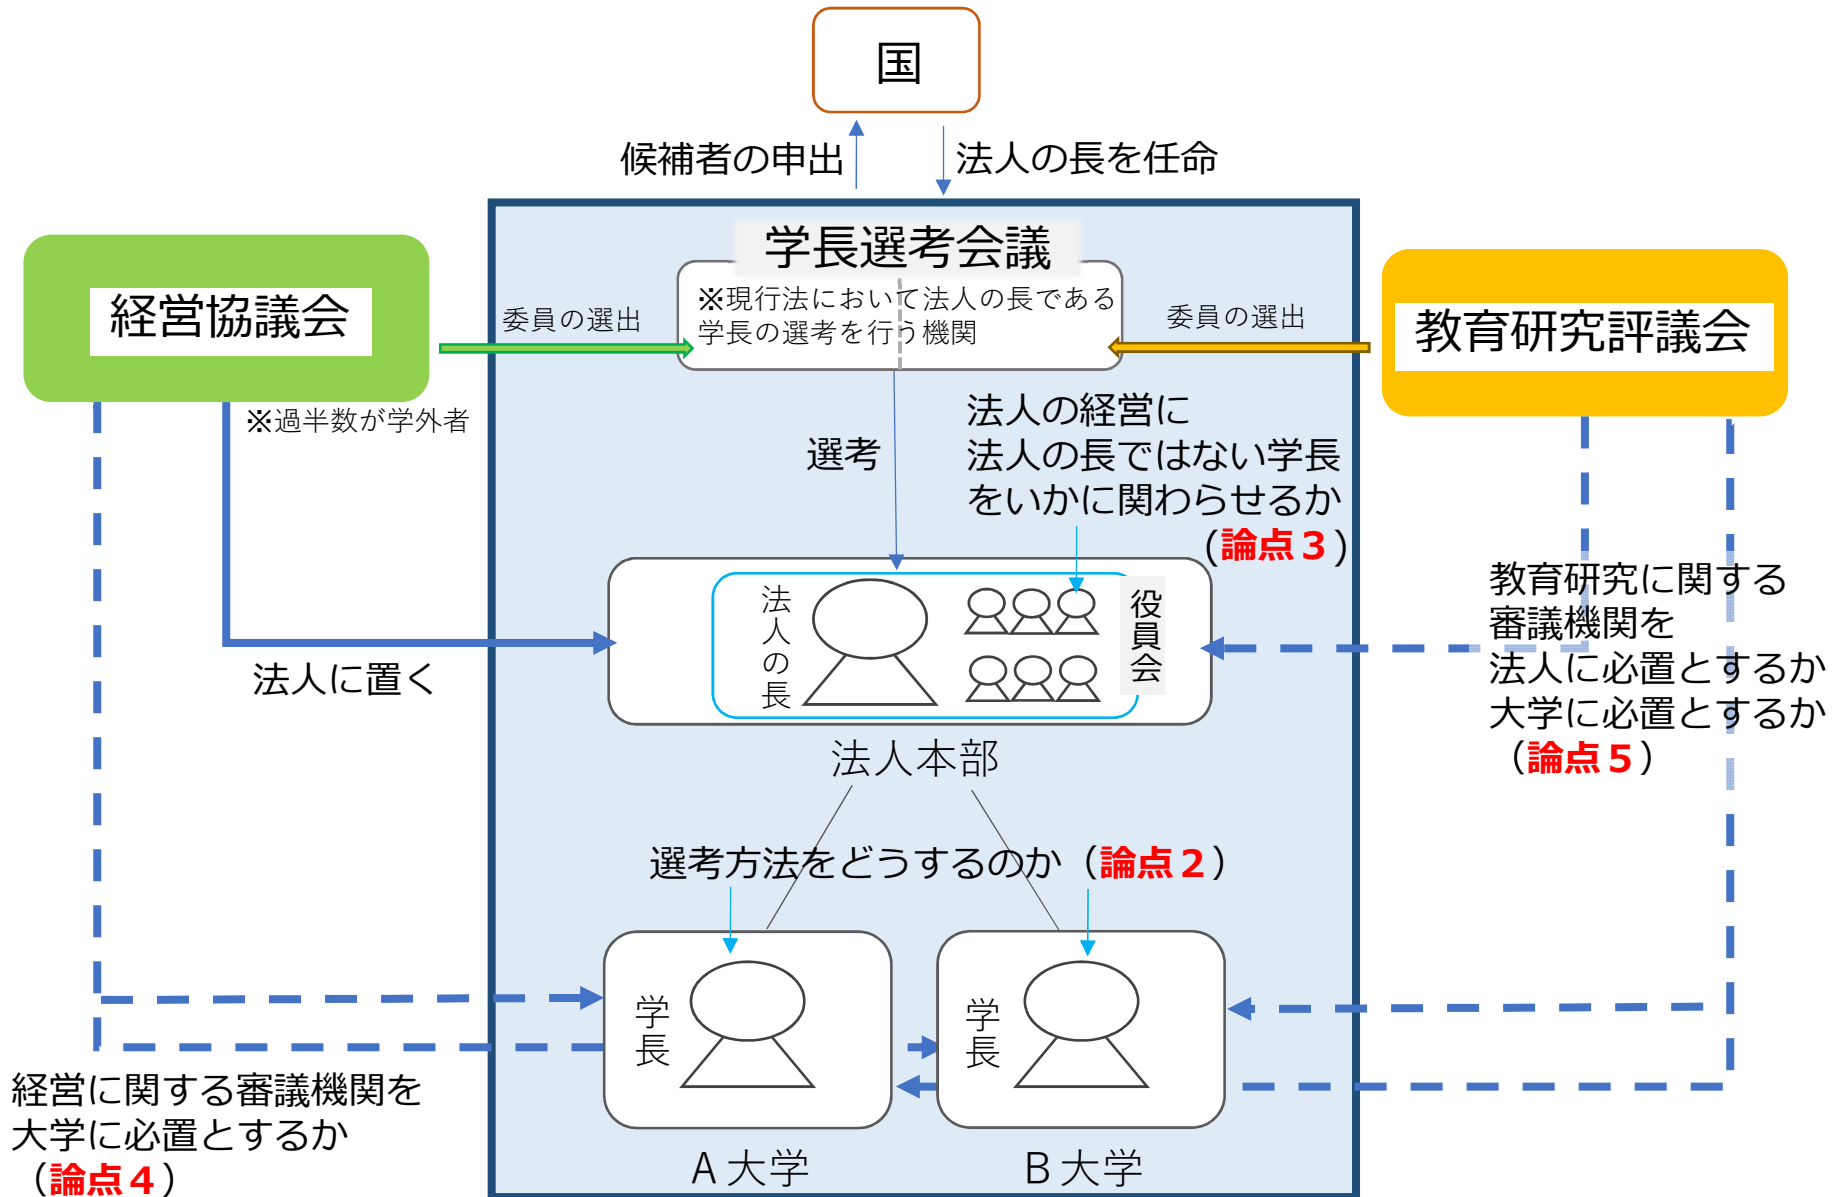 国
候補者の申出
法人の長を任命
学長選考会議
※現行法において法人の長である
学長の選考を行う機関
経営協議会
委員の選出
委員の選出
教育研究評議会
※過半数が学外者
選考
法人の経営に
法人の長ではない学長
をいかに関わらせるか
(論点３)
法人の長
役員会
法人に置く
教育研究に関する
審議機関を
法人に必置とするか
大学に必置とするか
（論点５）
法人本部
選考方法をどうするのか（論点２）
学長
学長
経営に関する審議機関を
大学に必置とするか
（論点４）
A大学
B大学